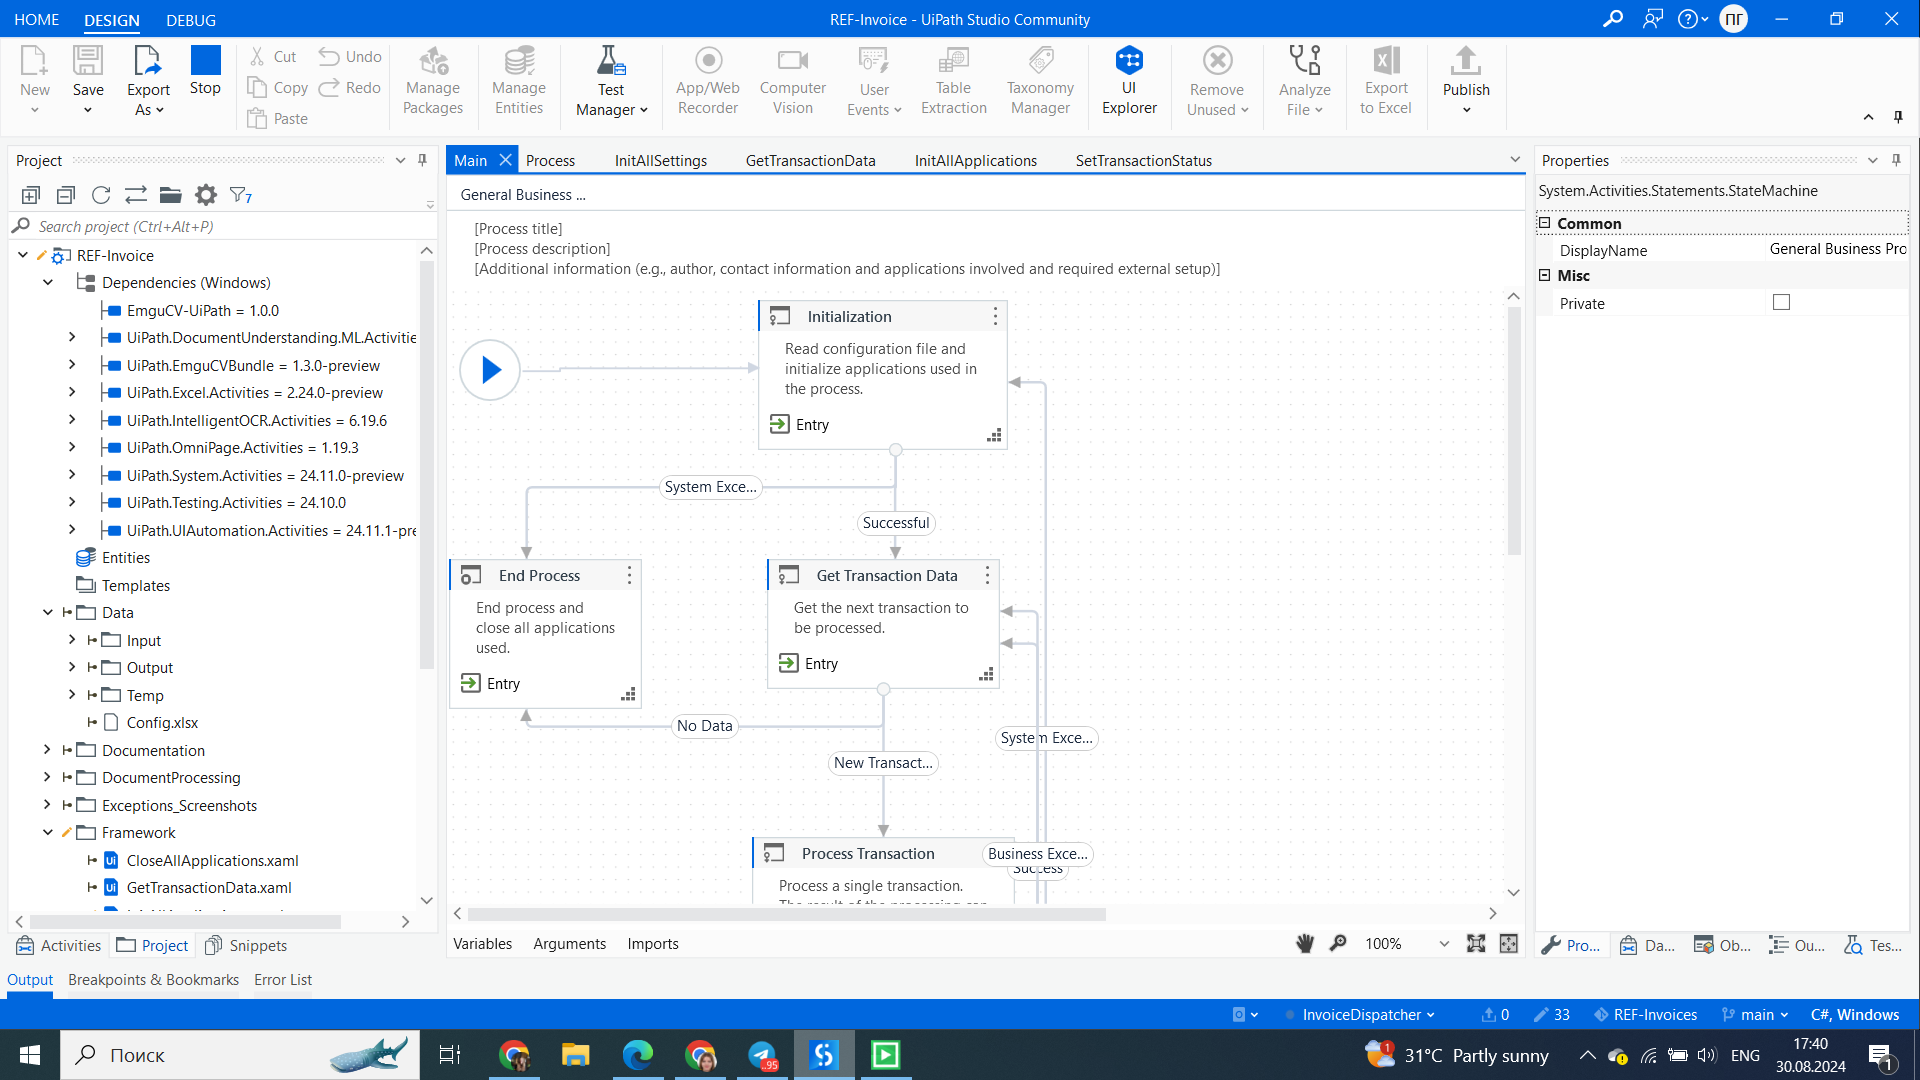 HOME DESIGN DEBUG REF-Invoice - UiPath Studio Community ПГ
New Save Export As Stop Cut Copy Paste Undo Redo Manage Packages Manage Entities Test Manager App/Web Recorder Computer Vision User Events Table Extraction Taxonomy Manager UI Explorer Remove Unused Analyze File Export to Excel Publish
Project
7
Search project (Ctrl+Alt+P)
REF-Invoice
Dependencies (Windows)
EmguCV-UiPath = 1.0.0
UiPath.DocumentUnderstanding.ML.Activitie
UiPath.EmguCVBundle = 1.3.0-preview
UiPath.Excel.Activities = 2.24.0-preview
UiPath.IntelligentOCR.Activities = 6.19.6
UiPath.OmniPage.Activities = 1.19.3
UiPath.System.Activities = 24.11.0-preview
UiPath.Testing.Activities = 24.10.0
UiPath.UIAutomation.Activities = 24.11.1-pre
Entities
Templates
Data
Input
Output
Temp
Config.xlsx
Documentation
DocumentProcessing
Exceptions_Screenshots
Framework
CloseAllApplications.xaml
GetTransactionData.xaml
Activities Project Snippets
Main Process InitAllSettings GetTransactionData InitAllApplications SetTransactionStatus
General Business ...
[Process title]
[Process description]
[Additional information (e.g., author, contact information and applications involved and required external setup)]
Initialization
Read configuration file and
initialize applications used in
the process.
Entry
System Exce...
Successful
End Process
End process and
close all applications
used.
Entry
Get Transaction Data
Get the next transaction to
be processed.
Entry
No Data
System Exce...
New Transact...
Process Transaction
Business Exce...
Success
Process a single transaction.
Variables Arguments Imports 100%
Properties
System.Activities.Statements.StateMachine
Common
DisplayName General Business Pro
Misc
Private
Pro... Da... Ob... Ou... Tes...
Output Breakpoints & Bookmarks Error List
InvoiceDispatcher 0 33 REF-Invoices main C#, Windows
Поиск 95 1 31°C Partly sunny ENG 17:40
30.08.2024 1